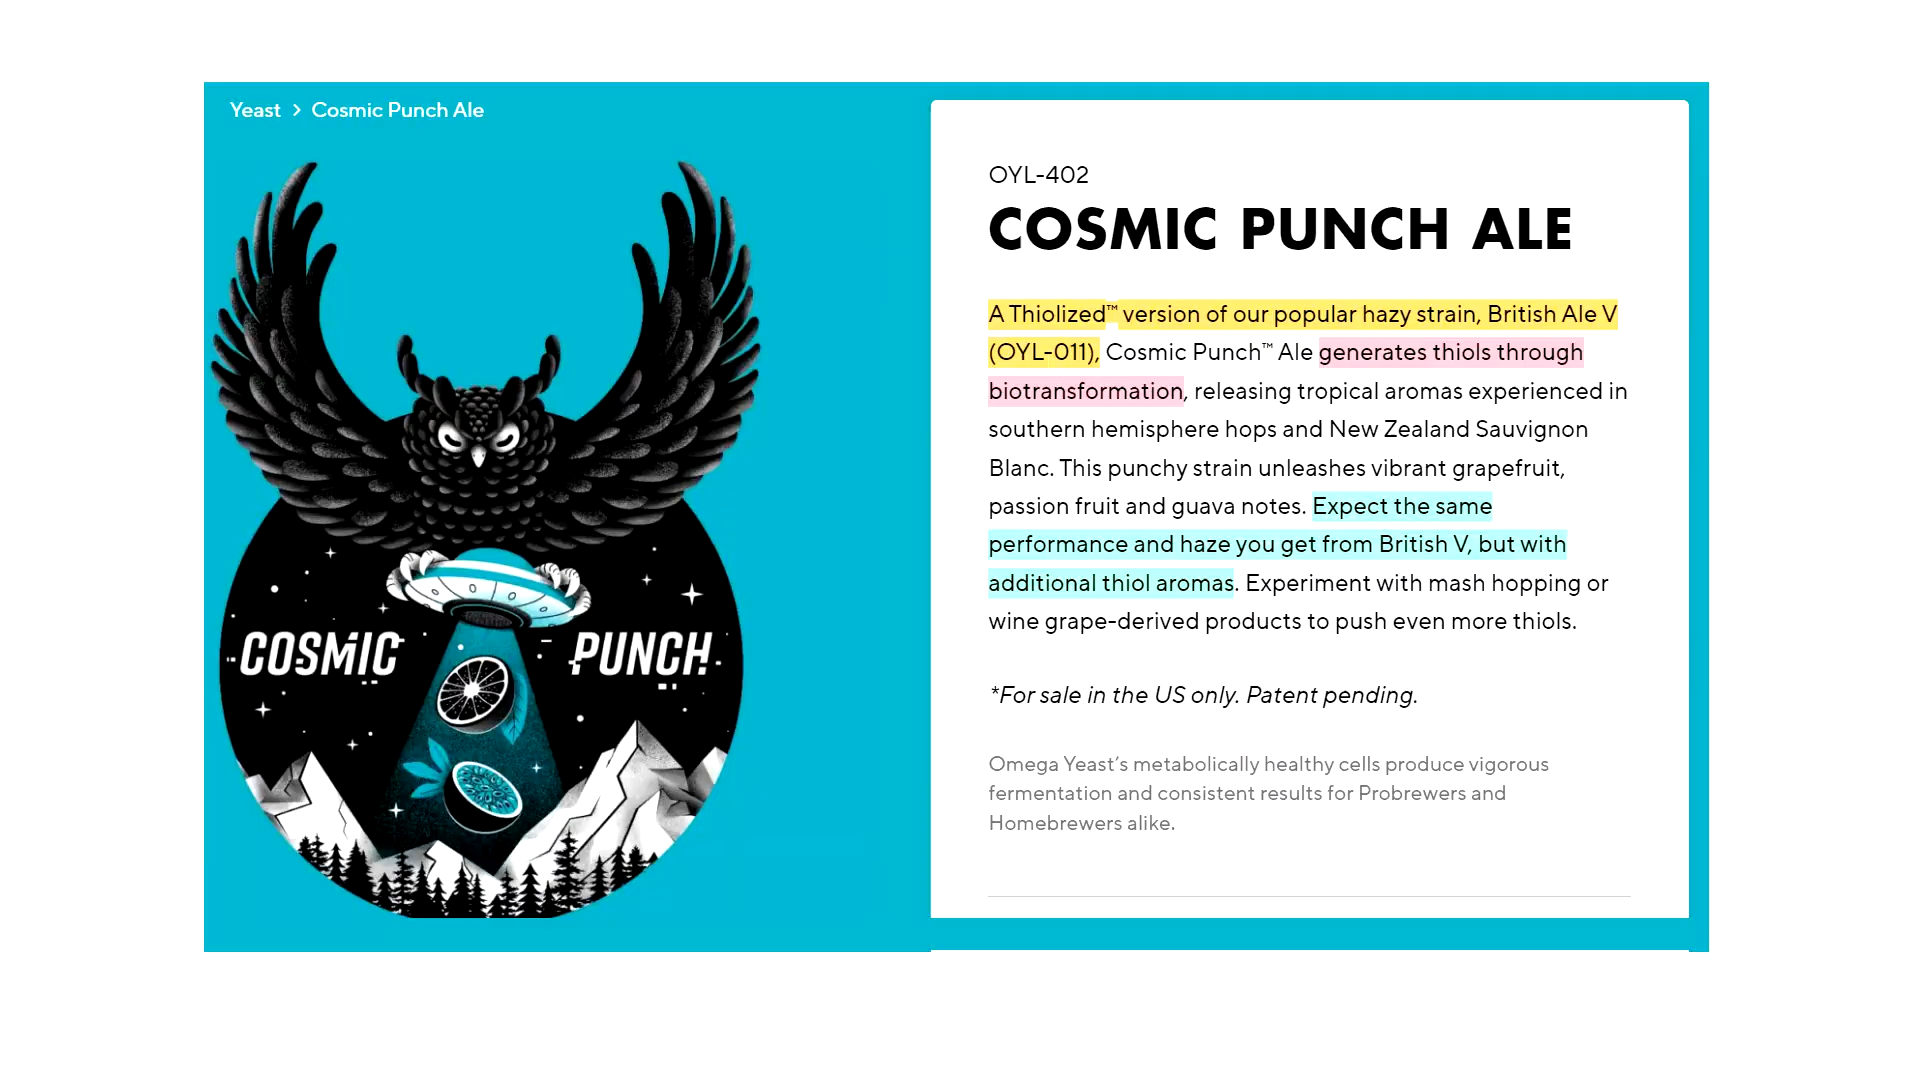 Yeast > Cosmic Punch Ale
COSMIC PUNCH
OYL-402
COSMIC PUNCH ALE
A Thiolized™ version of our popular hazy strain, British Ale V
(OYL-011), Cosmic Punch™ Ale generates thiols through
biotransformation, releasing tropical aromas experienced in
southern hemisphere hops and New Zealand Sauvignon
Blanc. This punchy strain unleashes vibrant grapefruit,
passion fruit and guava notes. Expect the same
performance and haze you get from British V, but with
additional thiol aromas. Experiment with mash hopping or
wine grape-derived products to push even more thiols.
*For sale in the US only. Patent pending.
Omega Yeast’s metabolically healthy cells produce vigorous
fermentation and consistent results for Probrewers and
Homebrewers alike.